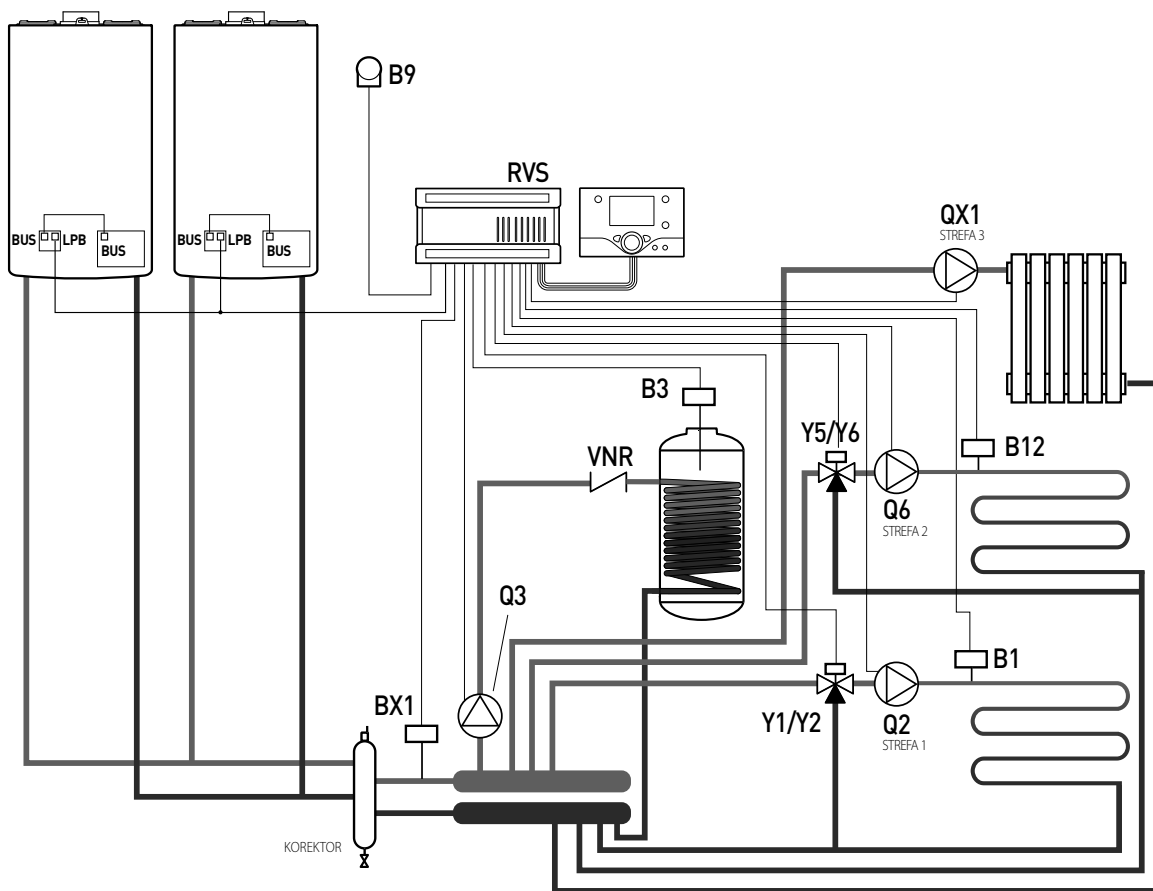 B9
RVS
QX1
STREFA 3
BUS
LPB
BUS
BUS
LPB
BUS
B3
Y5/Y6
B12
VNR
Q6
STREFA 2
Q3
B1
BX1
Y1/Y2
Q2
STREFA 1
KOREKTOR